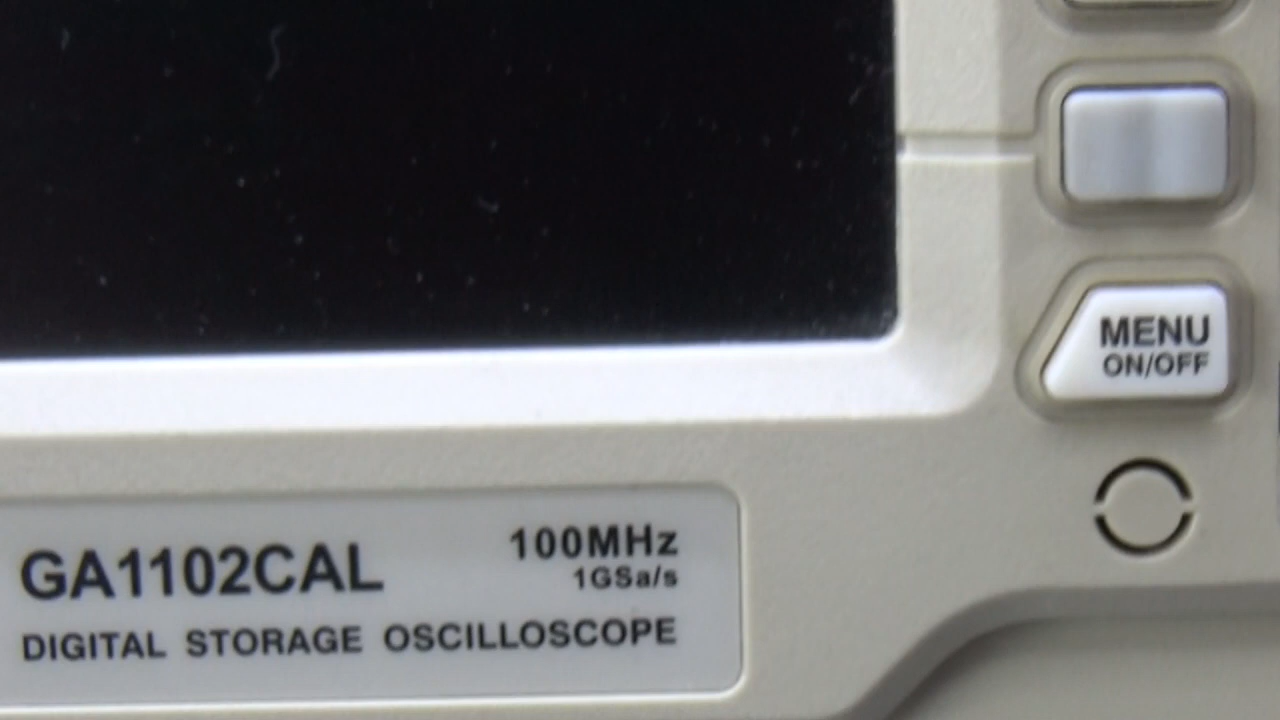 MENU
ON/OFF
GA1102CAL
100MHz
1GSa/s
DIGITAL STORAGE OSCILLOSCOPE